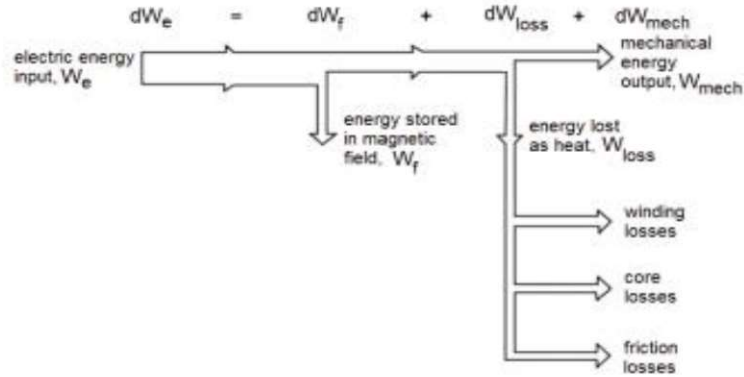 dWe = dWf + dWloss + dWmech
electric energy
input, We
mechanical
energy
output, Wmech
energy stored
in magnetic
field, Wf
energy lost
as heat, Wloss
winding
losses
core
losses
friction
losses